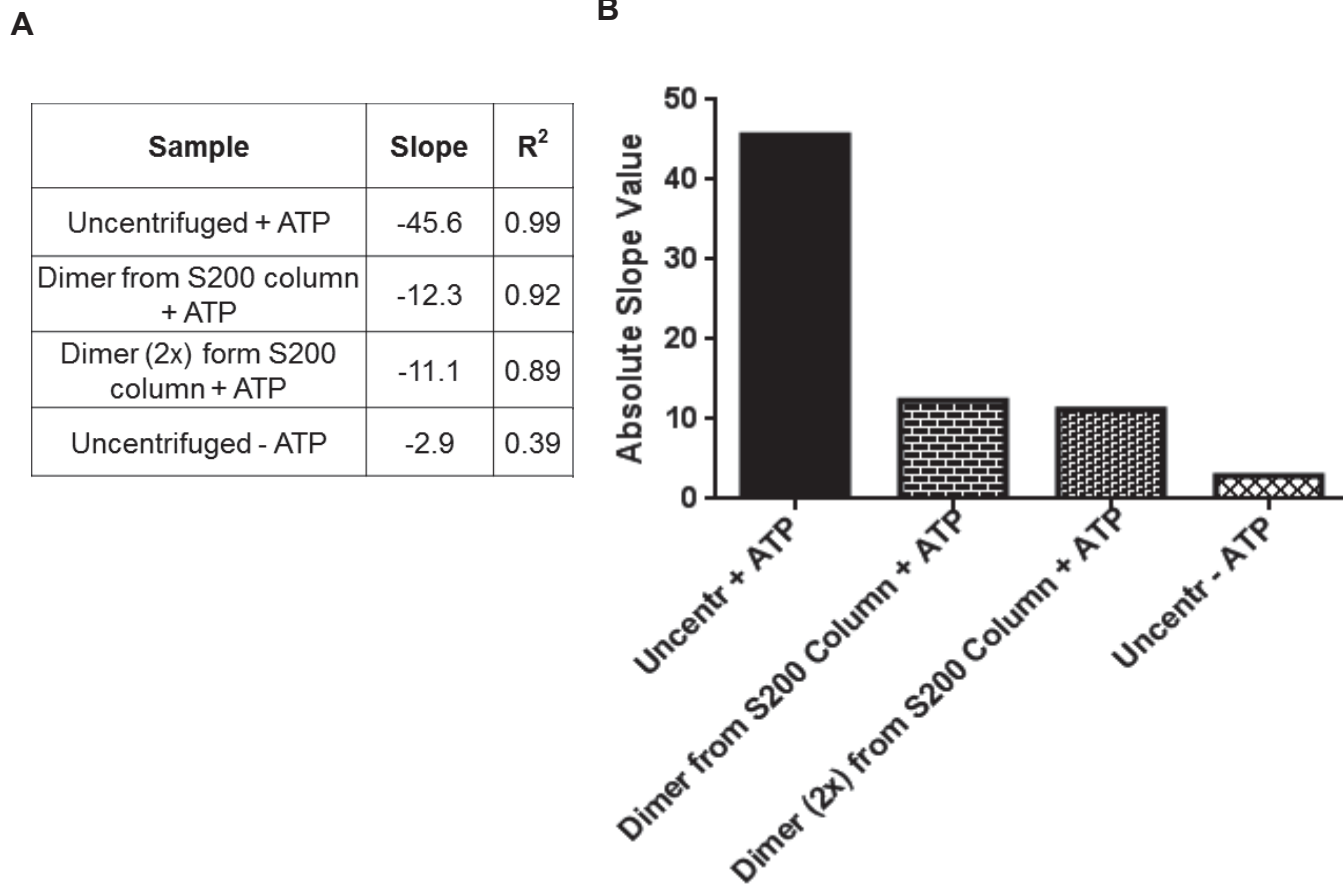 A
B
Sample Slope R²
Uncentrifuged + ATP -45.6 0.99
Dimer from S200 column
+ ATP
-12.3 0.92
Dimer (2x) form S200
column + ATP
-11.1 0.89
Uncentrifuged - ATP -2.9 0.39
Absolute Slope Value
50
40
30
20
10
0
Uncentr + ATP
Dimer from S200 Column + ATP
Dimer (2x) from S200 Column + ATP
Uncentr - ATP